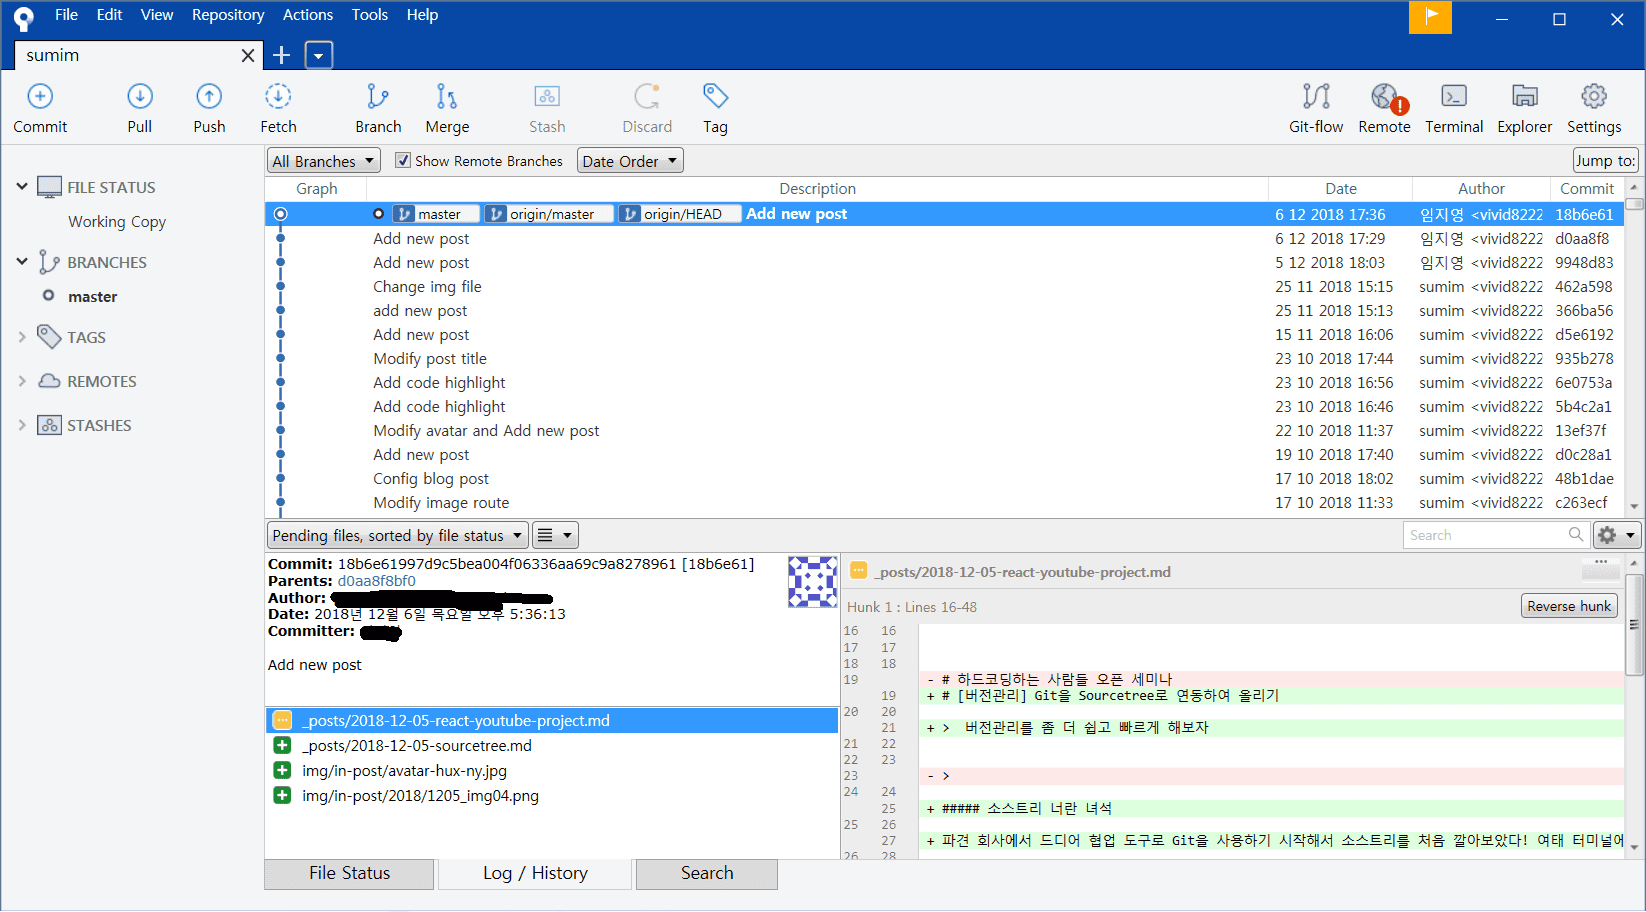 File Edit View Repository Actions Tools Help
sumim
Commit Pull Push Fetch Branch Merge Stash Discard Tag Git-flow Remote Terminal Explorer Settings
FILE STATUS
Working Copy
BRANCHES
master
TAGS
REMOTES
STASHES
All Branches Show Remote Branches Date Order Jump to:
Graph Description Date Author Commit
master origin/master origin/HEAD Add new post 6 12 2018 17:36 임지영 <vivid8222 18b6e61
Add new post 6 12 2018 17:29 임지영 <vivid8222 d0aa8f8
Add new post 5 12 2018 18:03 임지영 <vivid8222 9948d83
Change img file 25 11 2018 15:15 sumim <vivid8222 462a598
add new post 25 11 2018 15:13 sumim <vivid8222 366ba56
Add new post 15 11 2018 16:06 sumim <vivid8222 d5e6192
Modify post title 23 10 2018 17:44 sumim <vivid8222 935b278
Add code highlight 23 10 2018 16:56 sumim <vivid8222 6e0753a
Add code highlight 23 10 2018 16:46 sumim <vivid8222 5b4c2a1
Modify avatar and Add new post 22 10 2018 11:37 sumim <vivid8222 13ef37f
Add new post 19 10 2018 17:40 sumim <vivid8222 d0c28a1
Config blog post 17 10 2018 18:02 sumim <vivid8222 48b1dae
Modify image route 17 10 2018 11:33 sumim <vivid8222 c263ecf
Pending files, sorted by file status Search
Commit: 18b6e61997d9c5bea004f06336aa69c9a8278961 [18b6e61]
Parents: d0aa8f8bf0
Author:
Date: 2018년 12월 6일 목요일 오후 5:36:13
Committer:
Add new post
_posts/2018-12-05-react-youtube-project.md
_posts/2018-12-05-sourcetree.md
img/in-post/avatar-hux-ny.jpg
img/in-post/2018/1205_img04.png
_posts/2018-12-05-react-youtube-project.md
Hunk 1 : Lines 16-48 Reverse hunk
16 16
17 17
18 18
19 - # 하드코딩하는 사람들 오픈 세미나
19 + # [버전관리] Git을 Sourcetree로 연동하여 올리기
20 20
21 + > 버전관리를 좀 더 쉽고 빠르게 해보자
21 22
22 23
23 - >
24 24
25 + ##### 소스트리 너란 녀석
25 26
27 + 파견 회사에서 드디어 협업 도구로 Git을 사용하기 시작해서 소스트리를 처음 깔아보았다! 여태 터미널에
26 28
File Status Log / History Search